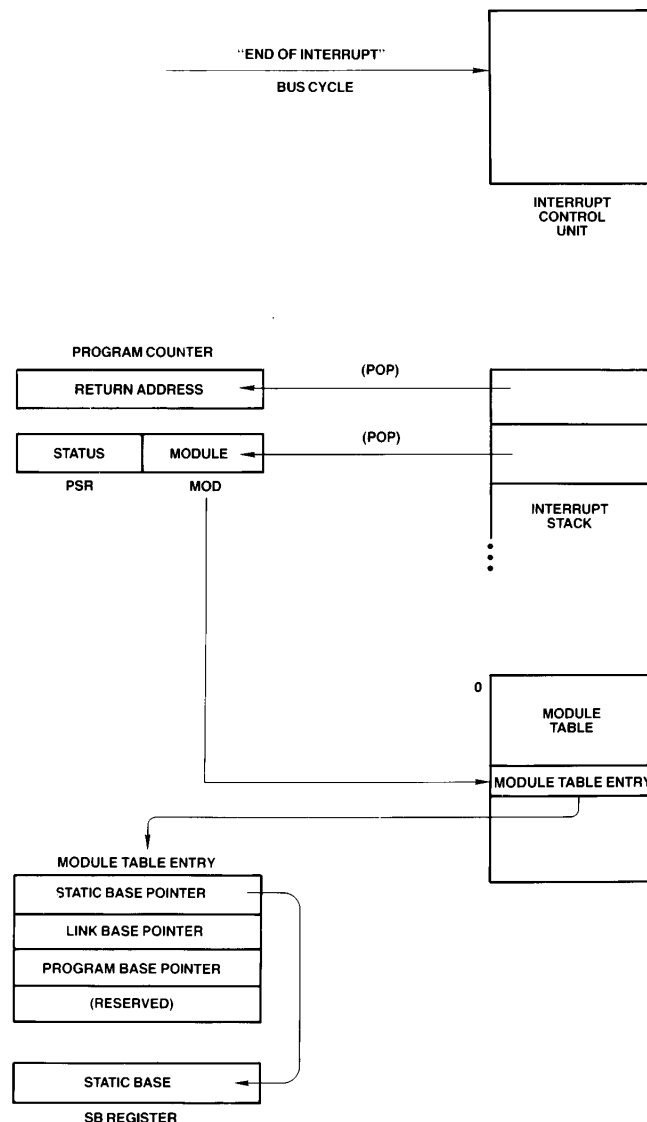 "END OF INTERRUPT"
BUS CYCLE
INTERRUPT
CONTROL
UNIT
PROGRAM COUNTER
RETURN ADDRESS
(POP)
STATUS
MODULE
(POP)
PSR
MOD
INTERRUPT
STACK
0
MODULE
TABLE
MODULE TABLE ENTRY
MODULE TABLE ENTRY
STATIC BASE POINTER
LINK BASE POINTER
PROGRAM BASE POINTER
(RESERVED)
STATIC BASE
SB REGISTER